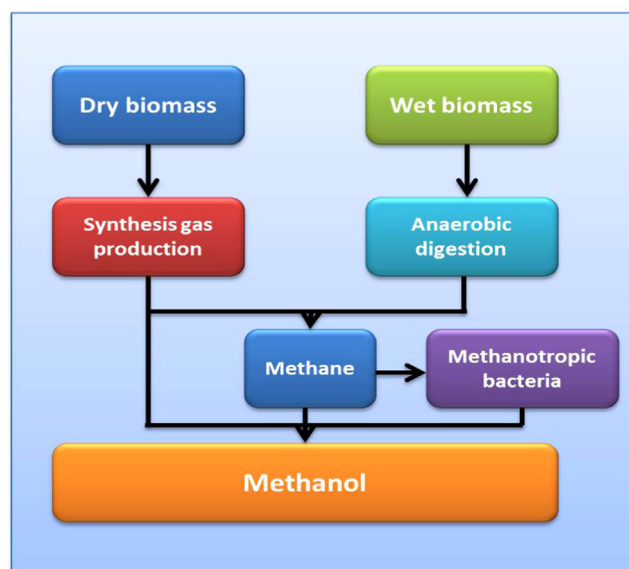 Dry biomass
Wet biomass
Synthesis gas
production
Anaerobic
digestion
Methane
Methanotropic
bacteria
Methanol